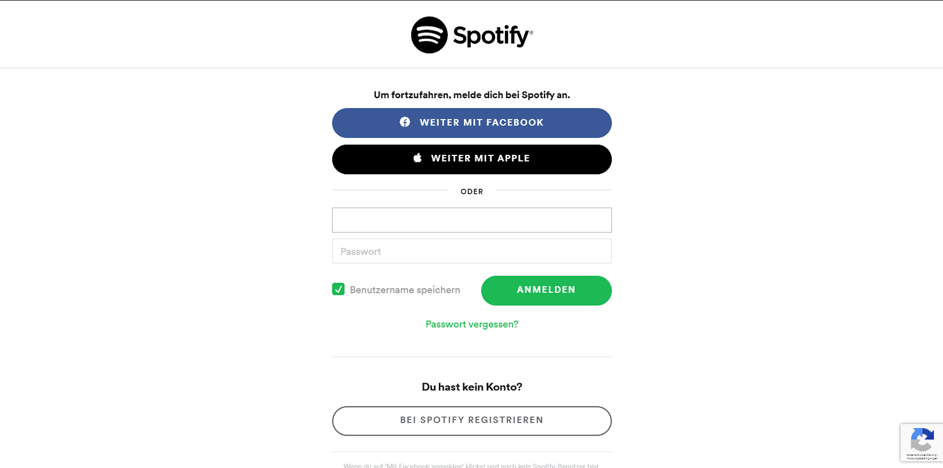 Spotify®
Um fortzufahren, melde dich bei Spotify an.
WEITER MIT FACEBOOK
WEITER MIT APPLE
ODER
Passwort
Benutzername speichern
ANMELDEN
Passwort vergessen?
Du hast kein Konto?
BEI SPOTIFY REGISTRIEREN
Wenn du auf "Mit Facebook anmelden" klickst und noch kein Spotify-Benutzer bist,
Datenschutzerklärung -
Nutzungsbedingungen